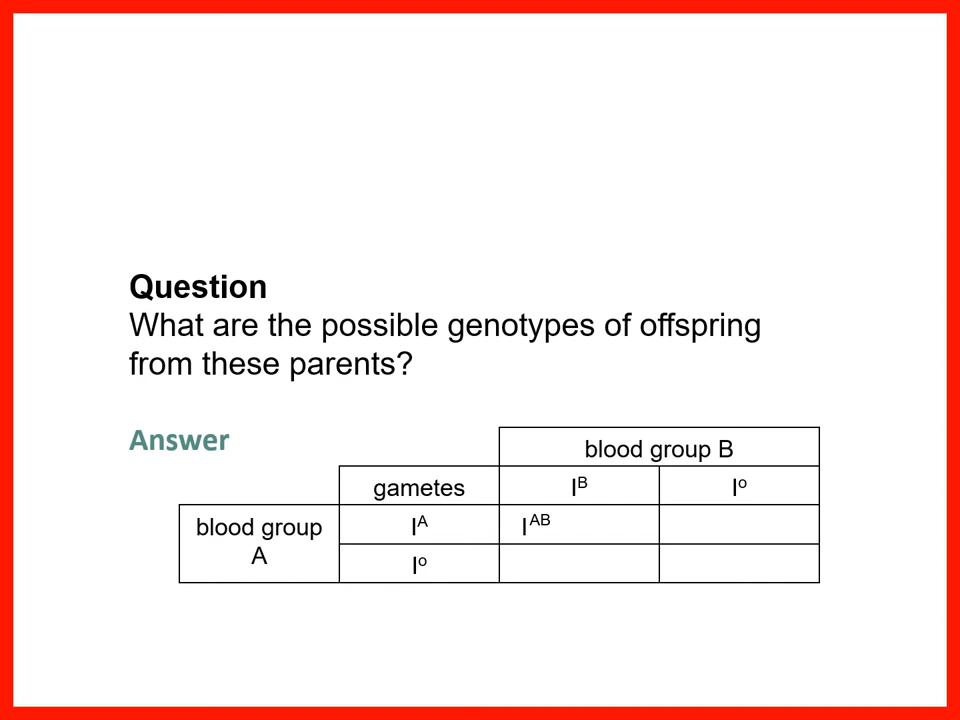 Question
What are the possible genotypes of offspring
from these parents?
Answer
blood group B
gametes Iᴮ Iᵒ
blood group A Iᴬ Iᴬᴮ
Iᵒ